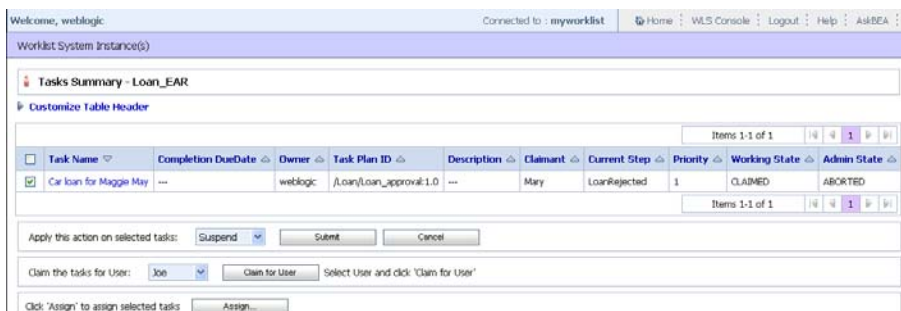 Welcome, weblogic Connected to : myworklist Home WLS Console Logout Help AskBEA
Worklist System Instance(s)
Tasks Summary - Loan_EAR
Customize Table Header
Items 1-1 of 1 1
Task Name Completion DueDate Owner Task Plan ID Description Claimant Current Step Priority Working State Admin State
Car loan for Maggie May --- weblogic /Loan/Loan_approval:1.0 --- Mary LoanRejected 1 CLAIMED ABORTED
Items 1-1 of 1 1
Apply this action on selected tasks: Suspend Submit Cancel
Claim the tasks for User: Joe Claim for User Select User and click 'Claim for User'
Click 'Assign' to assign selected tasks Assign...